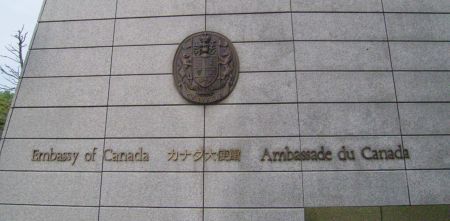 Embassy of Canada カナダ大使館 Ambassade du Canada